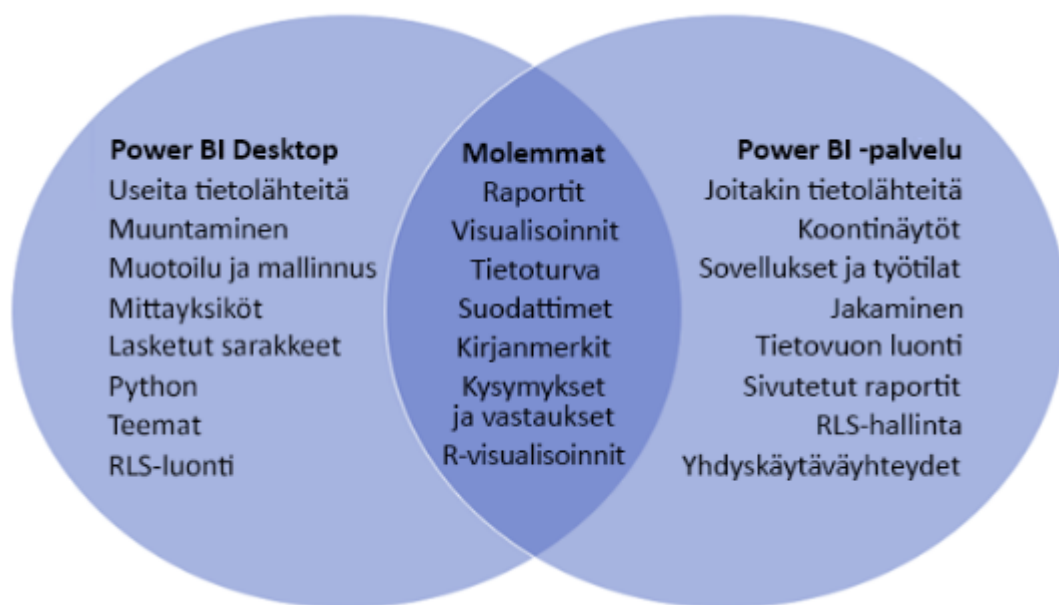 Power BI Desktop
Useita tietolähteitä
Muuntaminen
Muotoilu ja mallinnus
Mittayksiköt
Lasketut sarakkeet
Python
Teemat
RLS-luonti
Molemmat
Raportit
Visualisoinnit
Tietoturva
Suodattimet
Kirjanmerkit
Kysymykset
ja vastaukset
R-visualisoinnit
Power BI -palvelu
Joitakin tietolähteitä
Koontinäytöt
Sovellukset ja työtilat
Jakaminen
Tietovuon luonti
Sivutetut raportit
RLS-hallinta
Yhdyskäytäväyhteydet